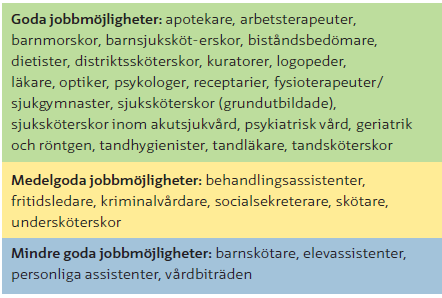 Goda jobbmöjligheter: apotekare, arbetsterapeuter,
barnmorskor, barnsjuksköt-erskor, biståndsbedömare,
dietister, distriktssköterskor, kuratorer, logopeder,
läkare, optiker, psykologer, receptarier, fysioterapeuter/
sjukgymnaster, sjuksköterskor (grundutbildade),
sjuksköterskor inom akutsjukvård, psykiatrisk vård, geriatrik
och röntgen, tandhygienister, tandläkare, tandsköterskor
Medelgoda jobbmöjligheter: behandlingsassistenter,
fritidsledare, kriminalvårdare, socialsekreterare, skötare,
undersköterskor
Mindre goda jobbmöjligheter: barnskötare, elevassistenter,
personliga assistenter, vårdbiträden